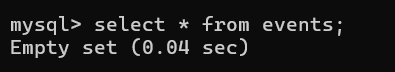 mysql> select * from events;
Empty set (0.04 sec)